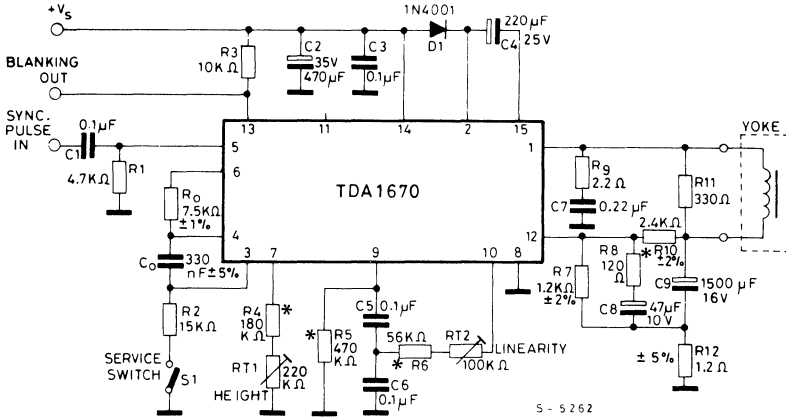 1N4001
+Vs
220µF
D1
C4
25V
R3
10KΩ
C2
35V
470µF
C3
0.1µF
BLANKING
OUT
SYNC.
PULSE
IN
0.1µF
C1
13
11
14
2
15
R1
4.7KΩ
5
6
4
3
7
9
10
8
1
12
TDA1670
Ro
7.5KΩ
±1%
Co
330
nF±5%
R2
15KΩ
SERVICE
SWITCH
S1
R4
*
180
KΩ
RT1
220
KΩ
HEIGHT
*
R5
470
KΩ
C5
0.1µF
56KΩ
*
R6
RT2
100KΩ
LINEARITY
C6
0.1µF
YOKE
R9
2.2Ω
C7
0.22µF
R11
330Ω
2.4KΩ
*
R10
±2%
R8
120
Ω
R7
1.2KΩ
±2%
C8
47µF
10V
C9
1500µF
16V
±5%
R12
1.2Ω
S-5262